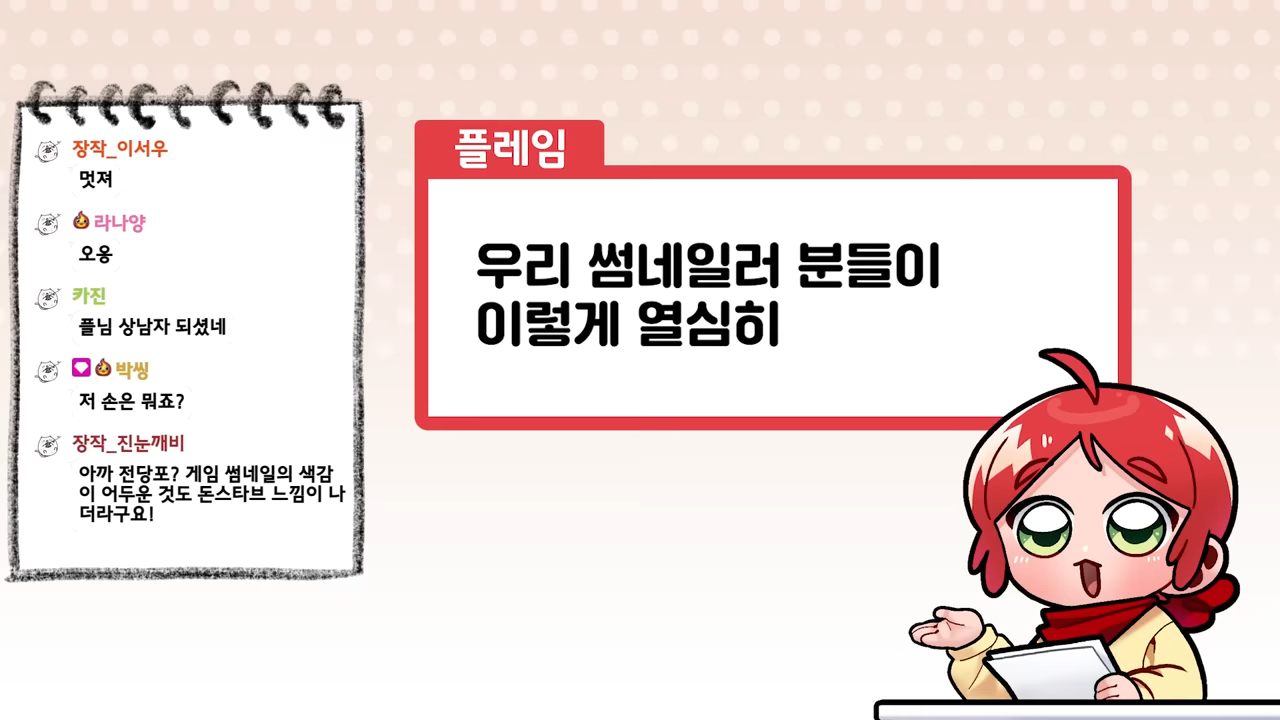 장작_이서우
멋져
라나양
오옹
카진
플님 상남자 되셨네
박씽
저 손은 뭐죠?
장작_진눈깨비
아까 전당포? 게임 썸네일의 색감
이 어두운 것도 돈스타브 느낌이 나
더라구요!
플레임
우리 썸네일러 분들이
이렇게 열심히